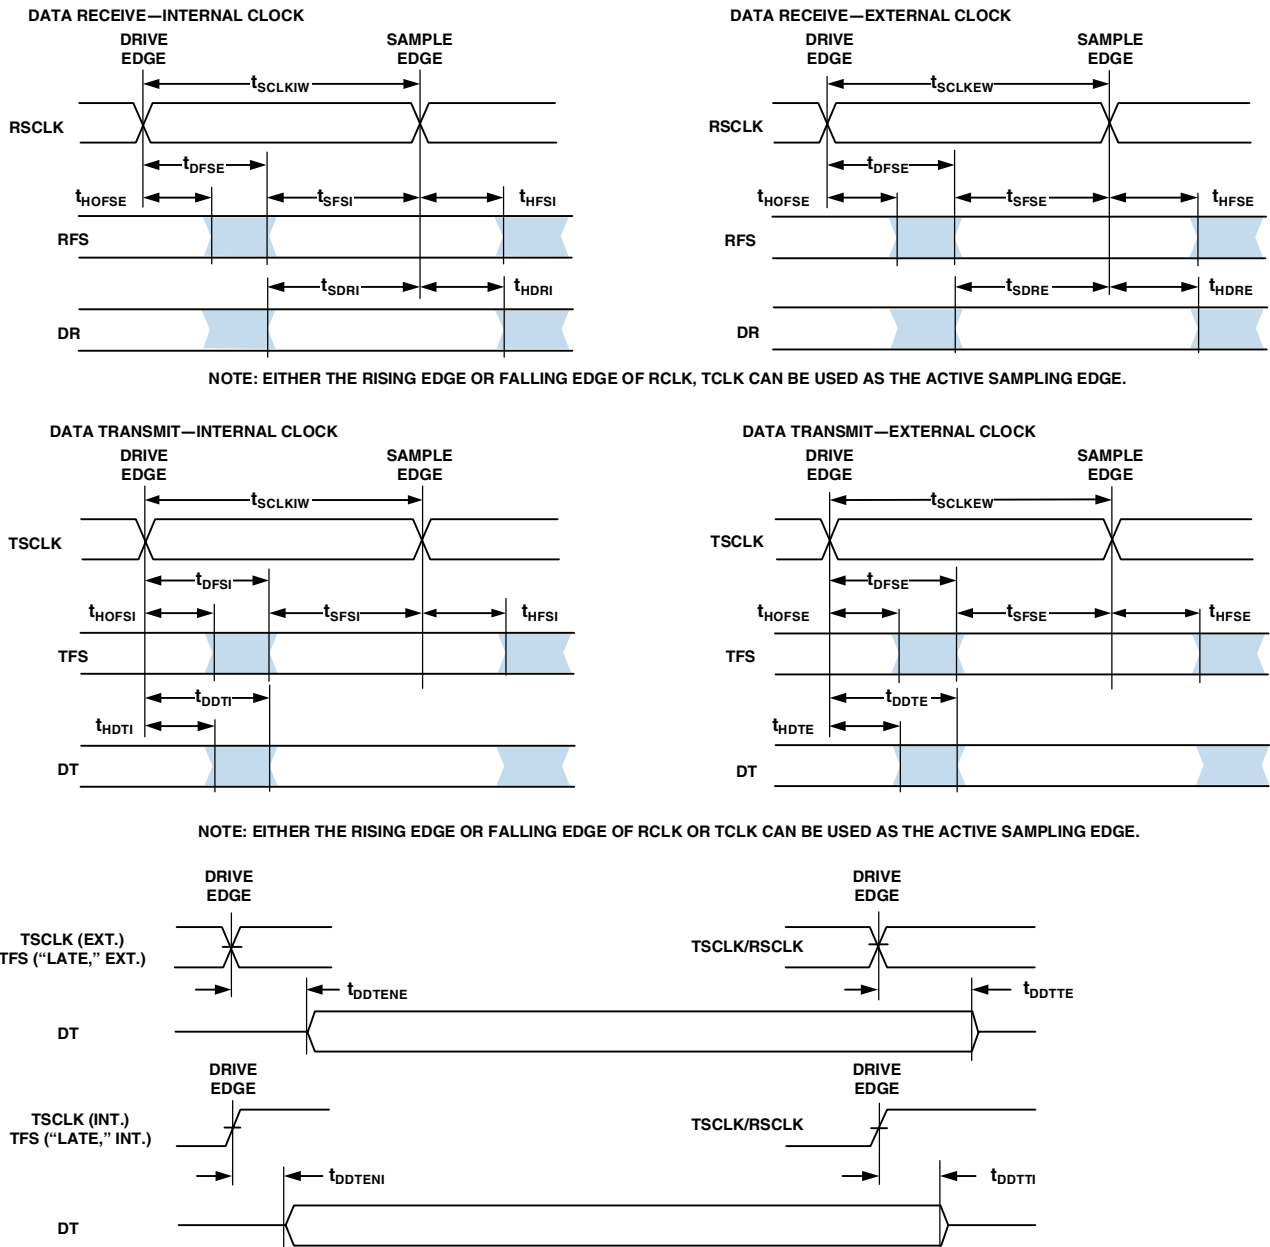 DATA RECEIVE—INTERNAL CLOCK
DRIVE EDGE
SAMPLE EDGE
tSCLKIW
RSCLK
tDFSE
tHOFSE
tSFSI
tHFSI
RFS
tSDRI
tHDRI
DR
DATA RECEIVE—EXTERNAL CLOCK
DRIVE EDGE
SAMPLE EDGE
tSCLKEW
RSCLK
tDFSE
tHOFSE
tSFSE
tHFSE
RFS
tSDRE
tHDRE
DR
NOTE: EITHER THE RISING EDGE OR FALLING EDGE OF RCLK, TCLK CAN BE USED AS THE ACTIVE SAMPLING EDGE.
DATA TRANSMIT—INTERNAL CLOCK
DRIVE EDGE
SAMPLE EDGE
tSCLKIW
TSCLK
tDFSI
tHOFSI
tSFSI
tHFSI
TFS
tDDTI
tHDTI
DT
DATA TRANSMIT—EXTERNAL CLOCK
DRIVE EDGE
SAMPLE EDGE
tSCLKEW
TSCLK
tDFSE
tHOFSE
tSFSE
tHFSE
TFS
tDDTE
tHDTE
DT
NOTE: EITHER THE RISING EDGE OR FALLING EDGE OF RCLK OR TCLK CAN BE USED AS THE ACTIVE SAMPLING EDGE.
DRIVE EDGE
DRIVE EDGE
TSCLK (EXT.)
TFS (“LATE,” EXT.)
TSCLK/RSCLK
tDDTENE
tDDTTE
DT
DRIVE EDGE
DRIVE EDGE
TSCLK (INT.)
TFS (“LATE,” INT.)
TSCLK/RSCLK
tDDTENI
tDDTTI
DT